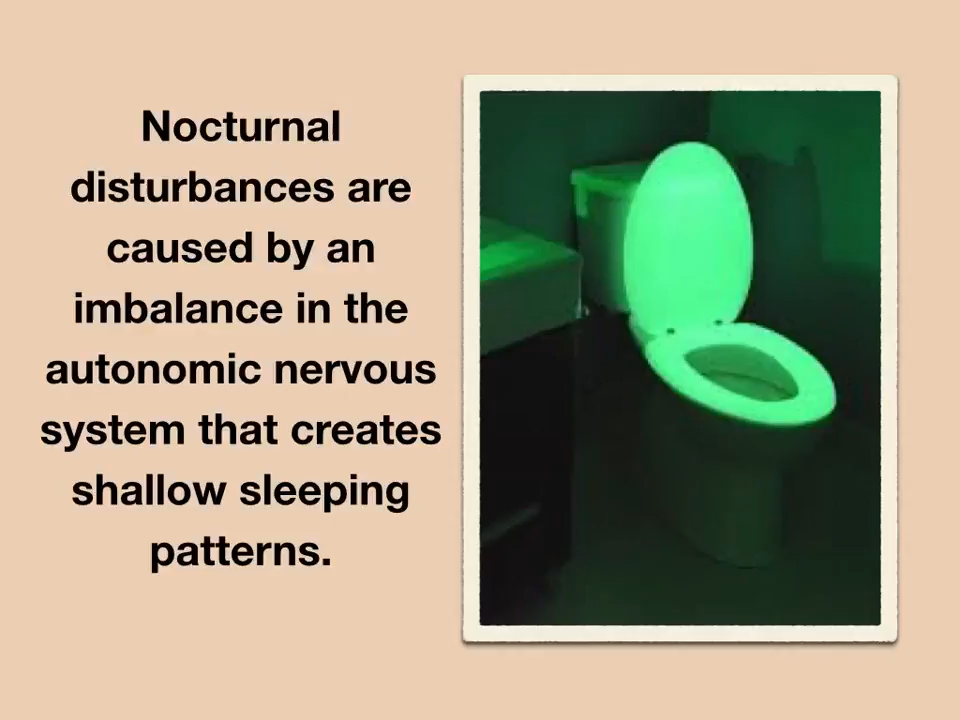 Nocturnal
disturbances are
caused by an
imbalance in the
autonomic nervous
system that creates
shallow sleeping
patterns.